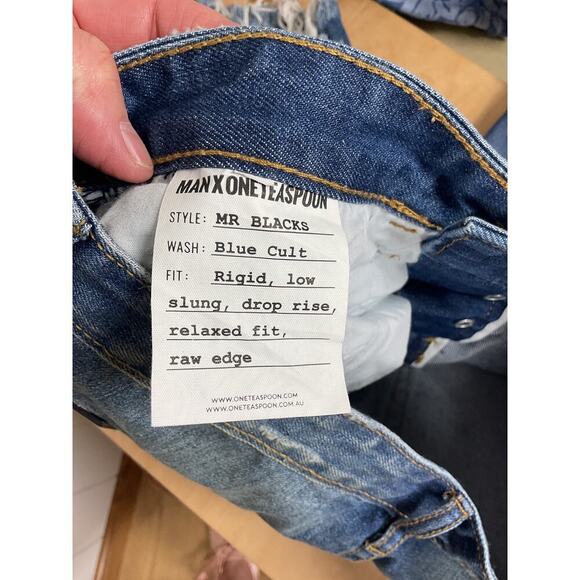 MANXONETEASPOON
STYLE: MR BLACKS
WASH: Blue Cult
FIT: Rigid, low
slung, drop rise,
relaxed fit,
raw edge
WWW.ONETEASPOON.COM
WWW.ONETEASPOON.COM.AU